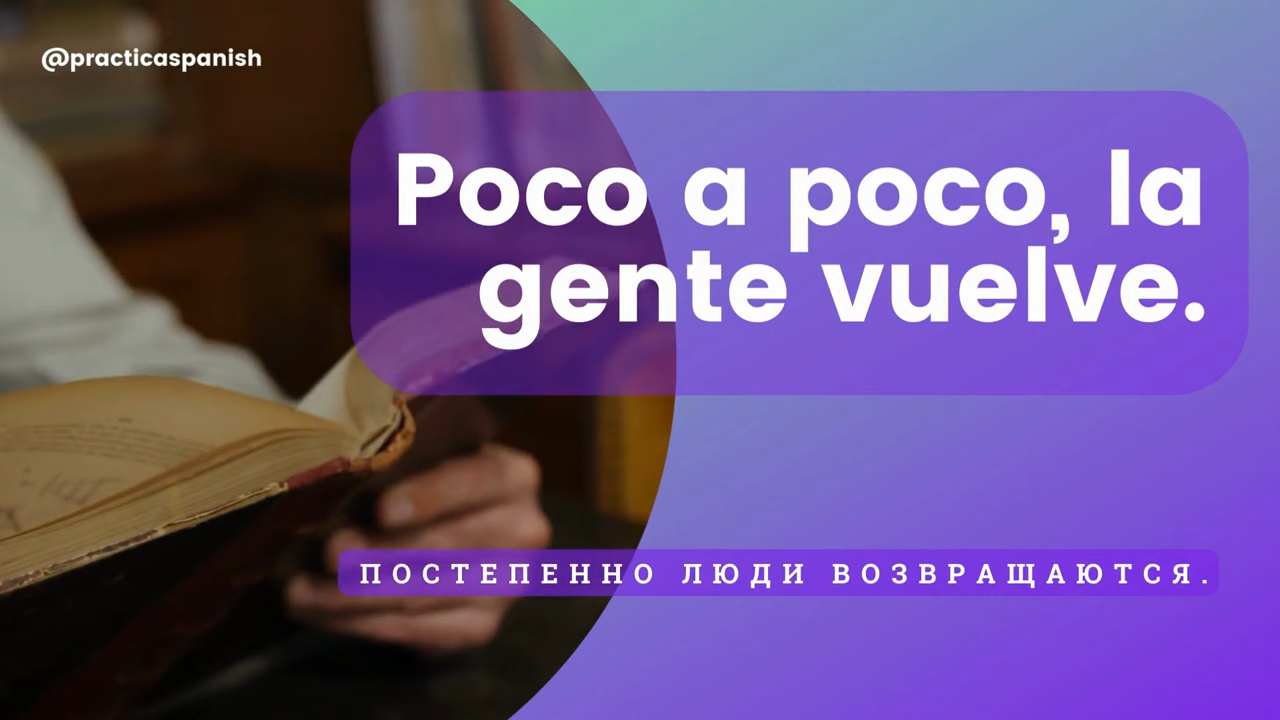 @practicaspanish
Poco a poco, la
gente vuelve.
ПОСТЕПЕННО ЛЮДИ ВОЗВРАЩАЮТСЯ.